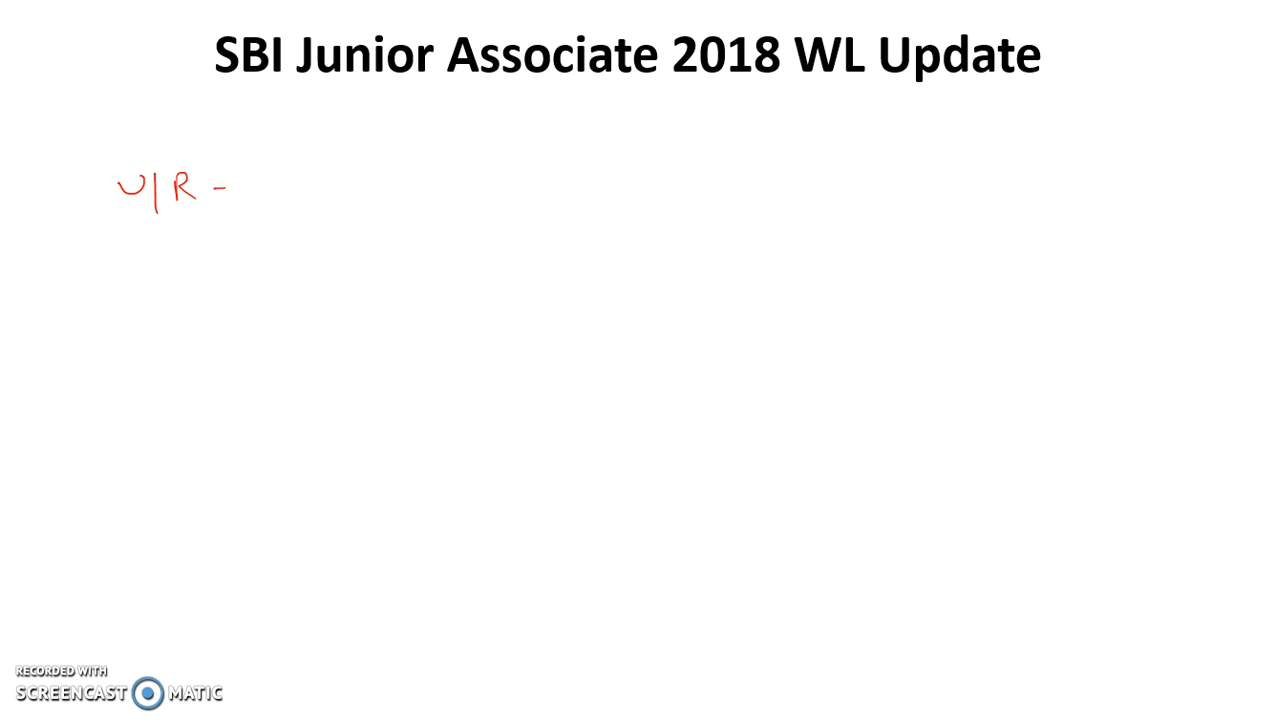 SBI Junior Associate 2018 WL Update
U/R -
RECORDED WITH
SCREENCAST MATIC